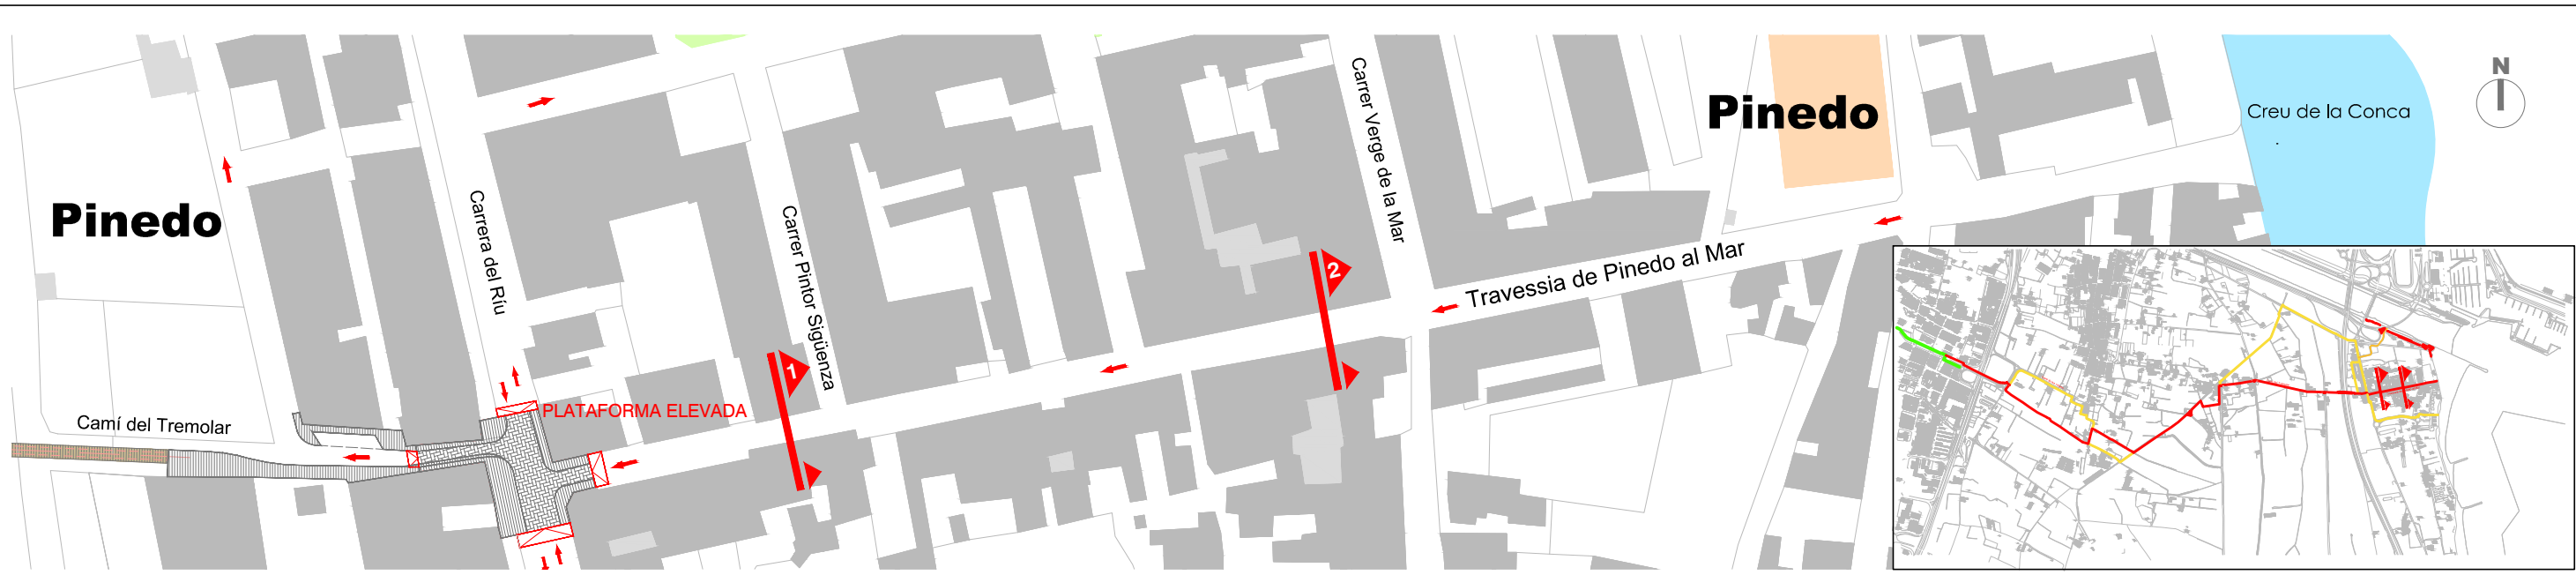 N
Pinedo
Creu de la Conca
Carrer Verge de la Mar
Pinedo
Carrera del Ríu
Carrer Pintor Sigüenza
Travessia de Pinedo al Mar
2
1
PLATAFORMA ELEVADA
Camí del Tremolar